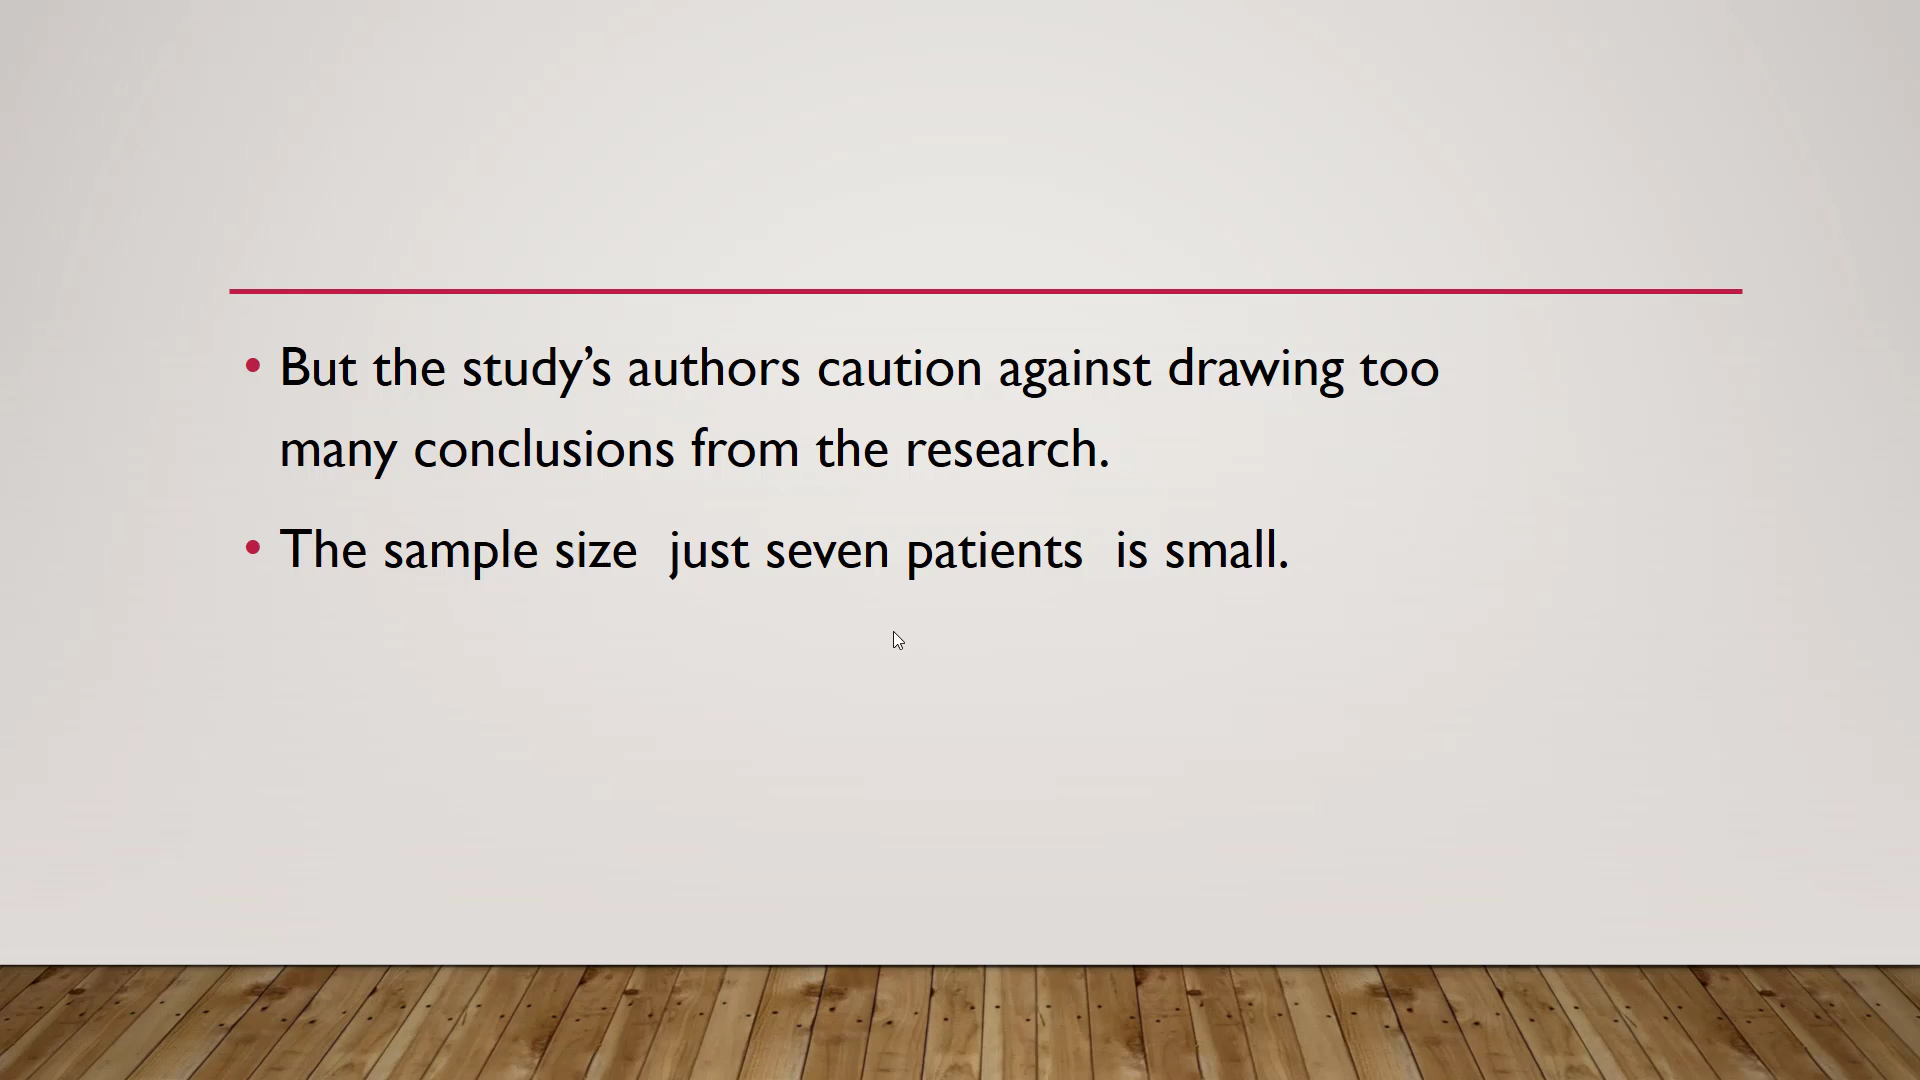 • But the study’s authors caution against drawing too
many conclusions from the research.
• The sample size  just seven patients  is small.